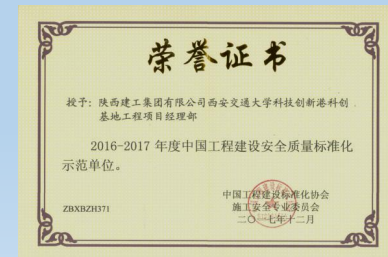 荣誉证书
授予：陕西建工集团有限公司西安交通大学科技创新港科创
基地工程项目经理部
2016-2017 年度中国工程建设安全质量标准化
示范单位。
中国工程建设标准化协会
施工安全专业委员会
二〇一七年十二月
ZBXBZH371